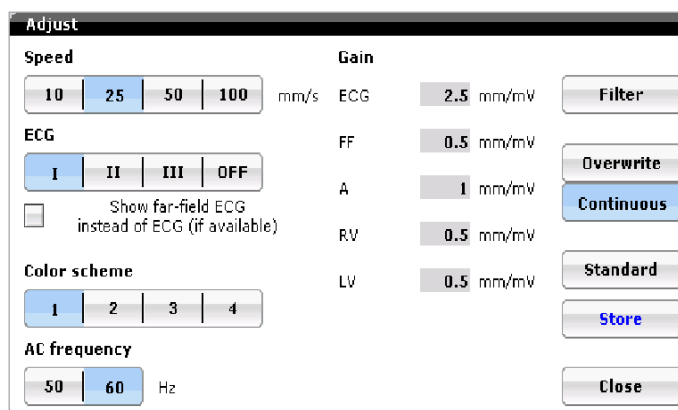 Adjust
Speed
10 25 50 100 mm/s
ECG
I II III OFF
Show far-field ECG
instead of ECG (if available)
Color scheme
1 2 3 4
AC frequency
50 60 Hz
Gain
ECG 2.5 mm/mV
FF 0.5 mm/mV
A 1 mm/mV
RV 0.5 mm/mV
LV 0.5 mm/mV
Filter
Overwrite
Continuous
Standard
Store
Close